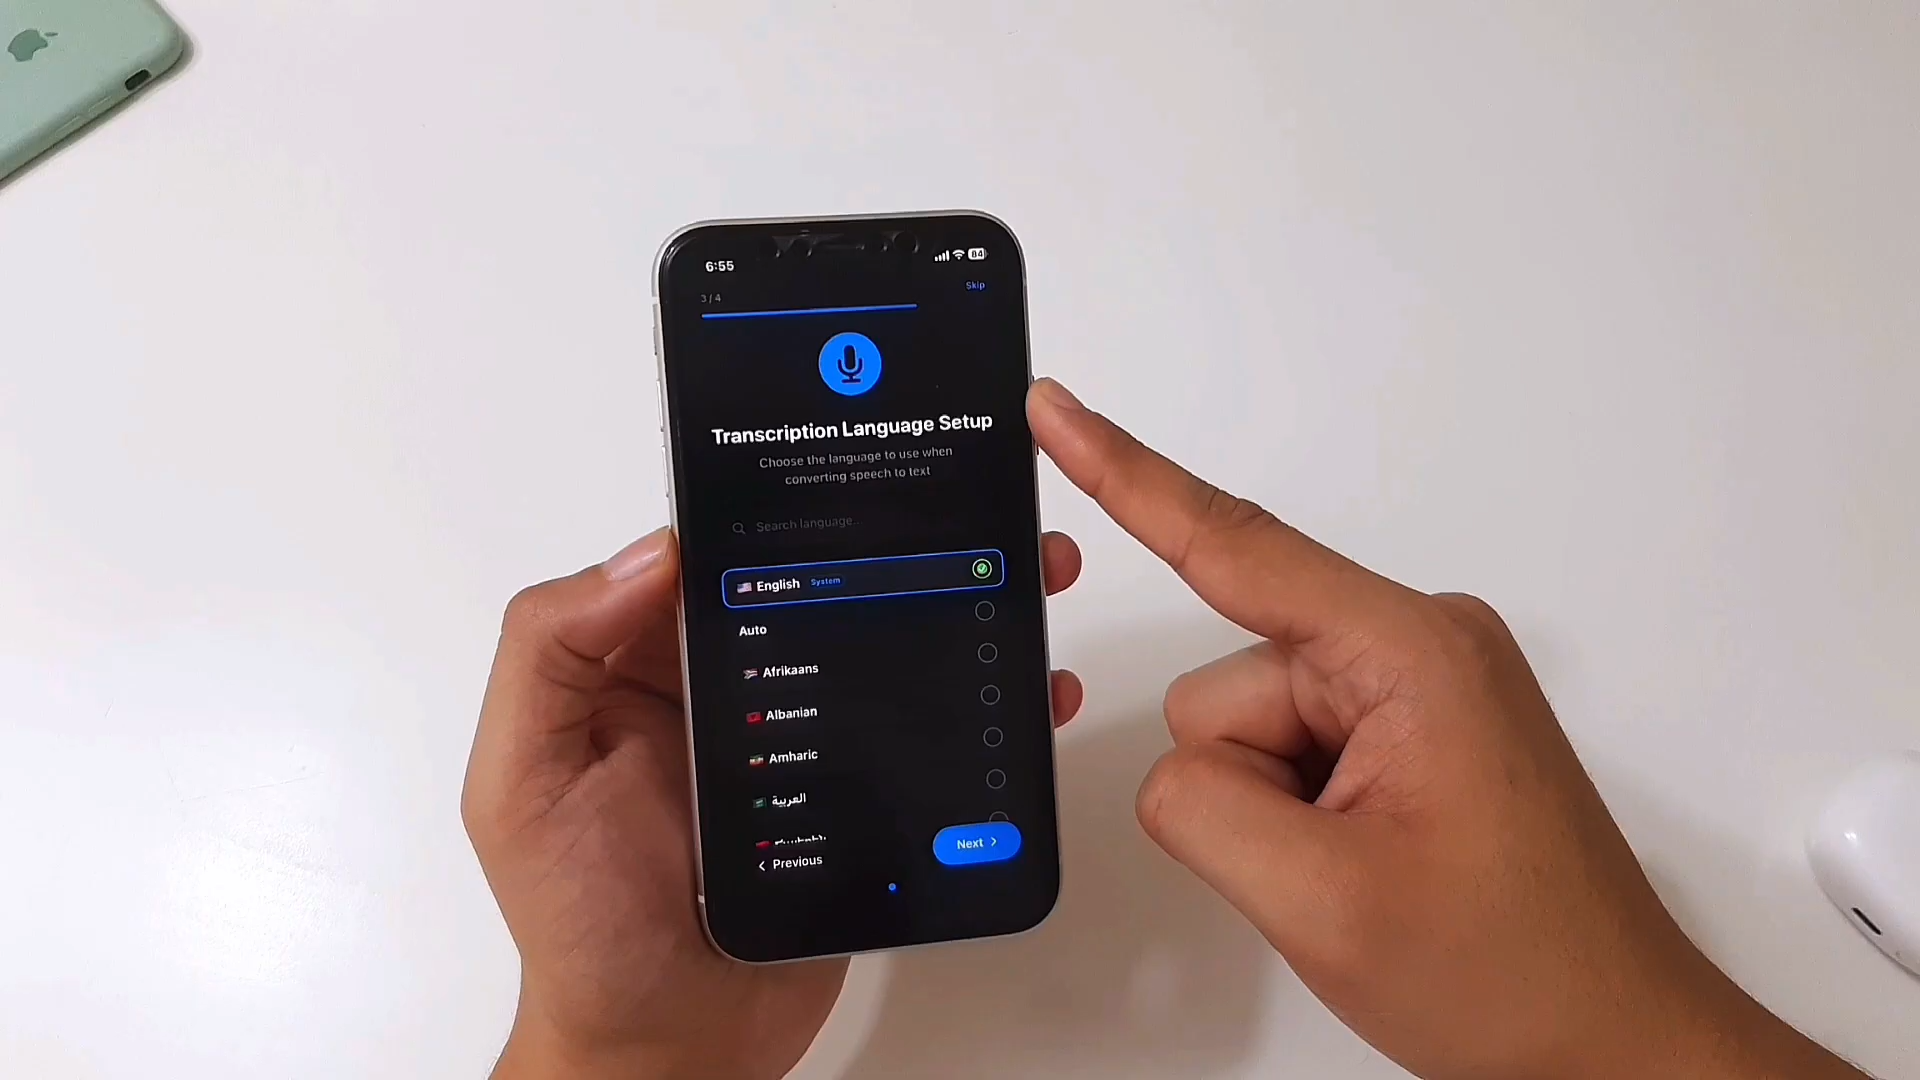 6:55
84
3 / 4
Skip
Transcription Language Setup
Choose the language to use when
converting speech to text
Search language...
English System
Auto
Afrikaans
Albanian
Amharic
العربية
Previous
Next